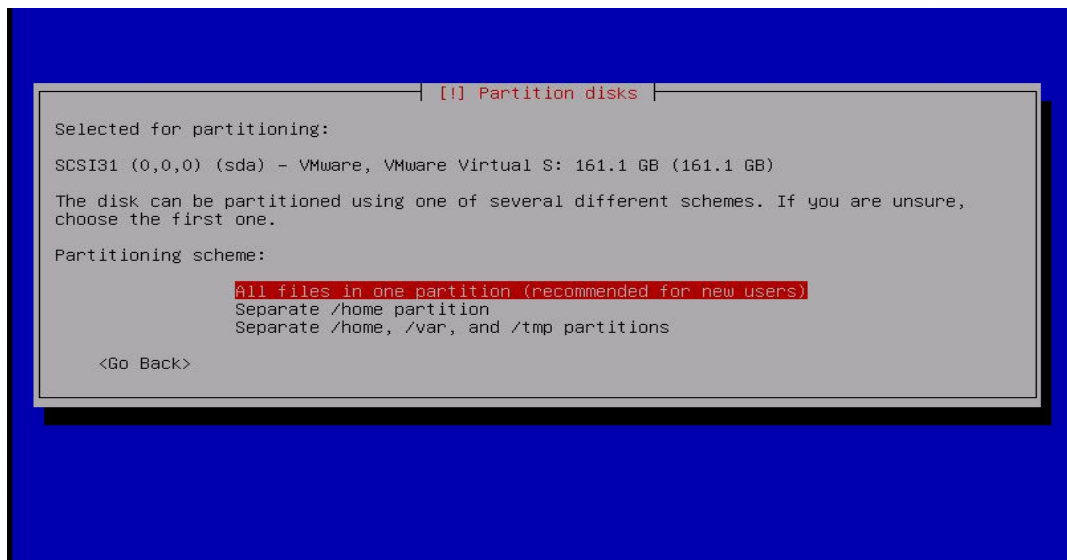 [!] Partition disks
Selected for partitioning:
SCSI31 (0,0,0) (sda) – VMware, VMware Virtual S: 161.1 GB (161.1 GB)
The disk can be partitioned using one of several different schemes. If you are unsure,
choose the first one.
Partitioning scheme:
All files in one partition (recommended for new users)
Separate /home partition
Separate /home, /var, and /tmp partitions
<Go Back>